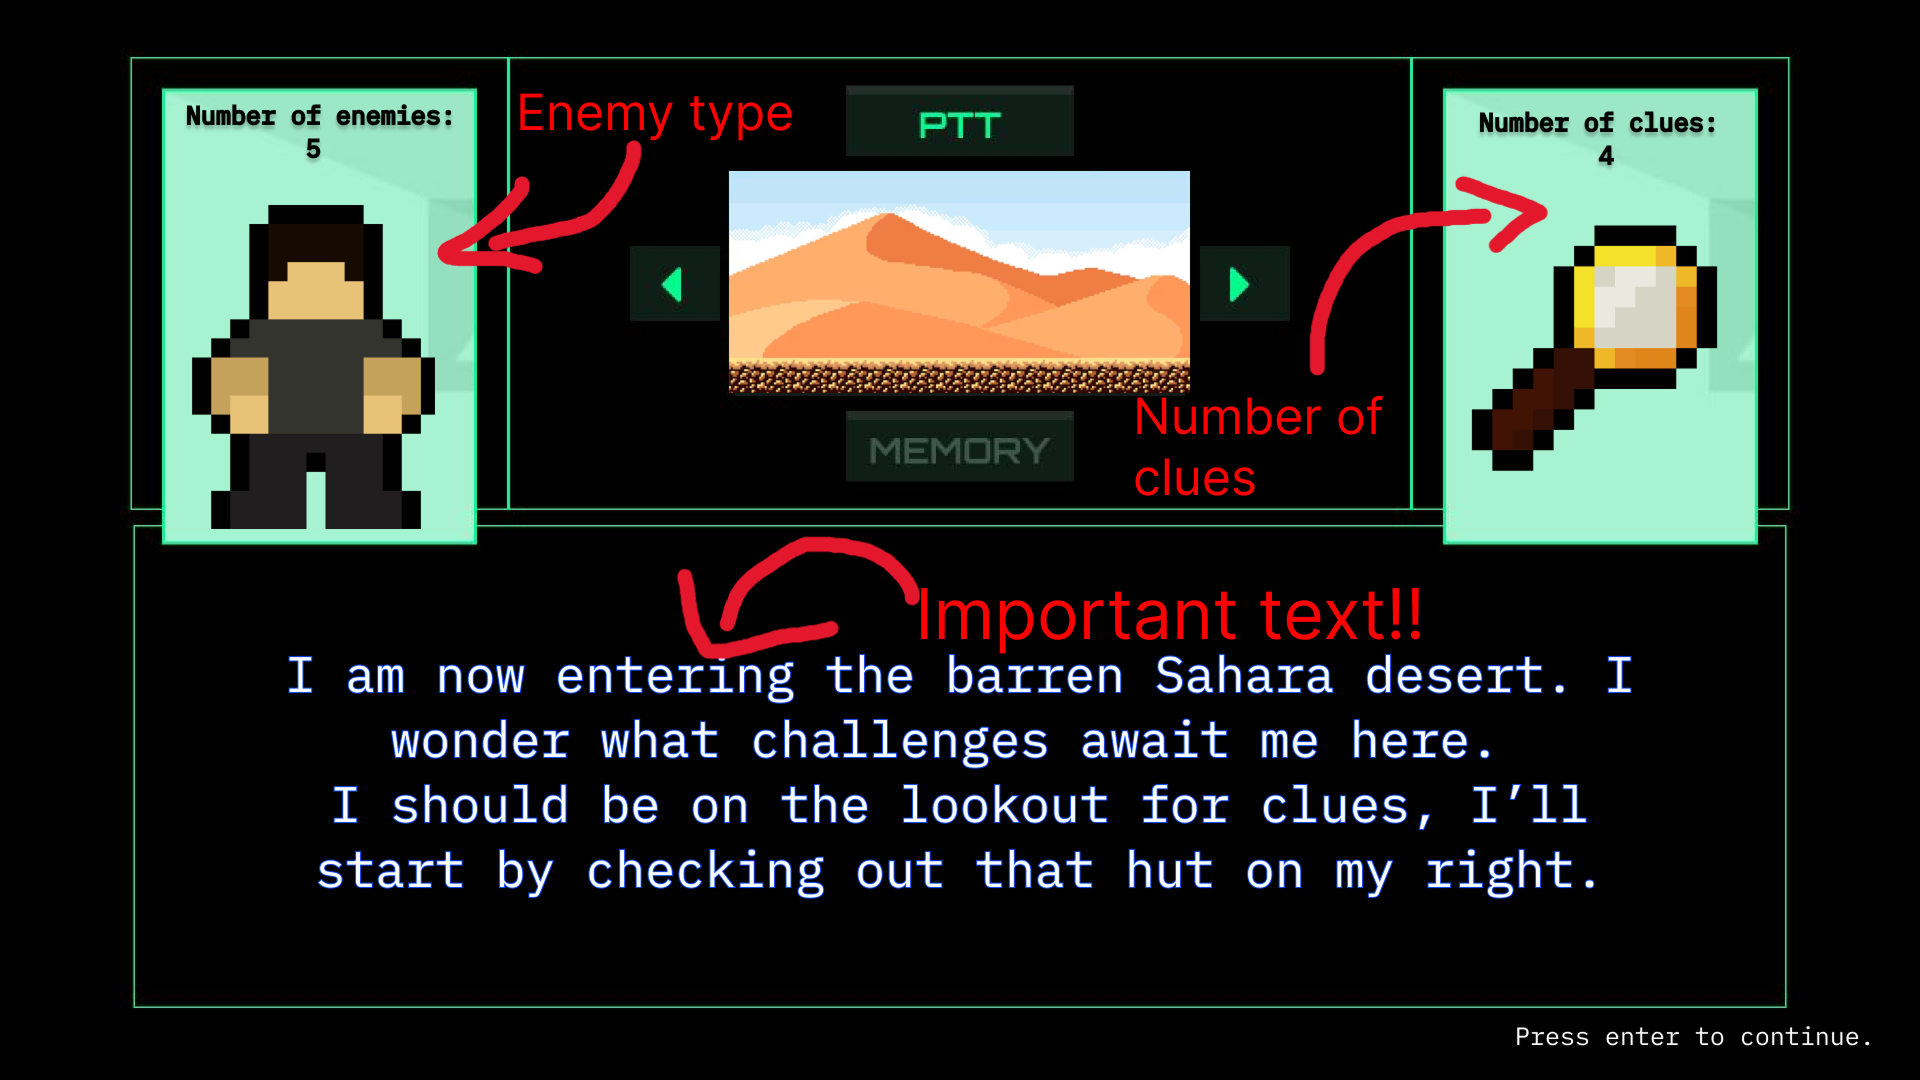 Number of enemies:
5
Enemy type
PTT
Number of clues:
4
MEMORY
Number of
clues
Important text!!
I am now entering the barren Sahara desert. I
wonder what challenges await me here.
I should be on the lookout for clues, I’ll
start by checking out that hut on my right.
Press enter to continue.